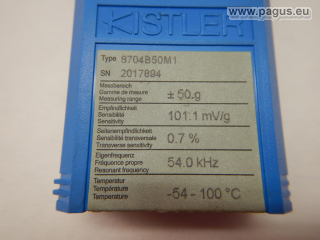 www-pagus.eu
KISTLER
Type 8704B50M1
SN 2017894
Messbereich
Gamme de mesure
Measuring range ± 50.g
Empfindlichkeit
Sensibilité
Sensitivity 101.1 mV/g
Seitenempfindlichkeit
Sensibilité transversale
Transverse sensitivity 0.7 %
Eigenfrequenz
Fréquence propre
Resonant frequency 54.0 kHz
Temperatur
Température
Temperature -54 - 100 °C